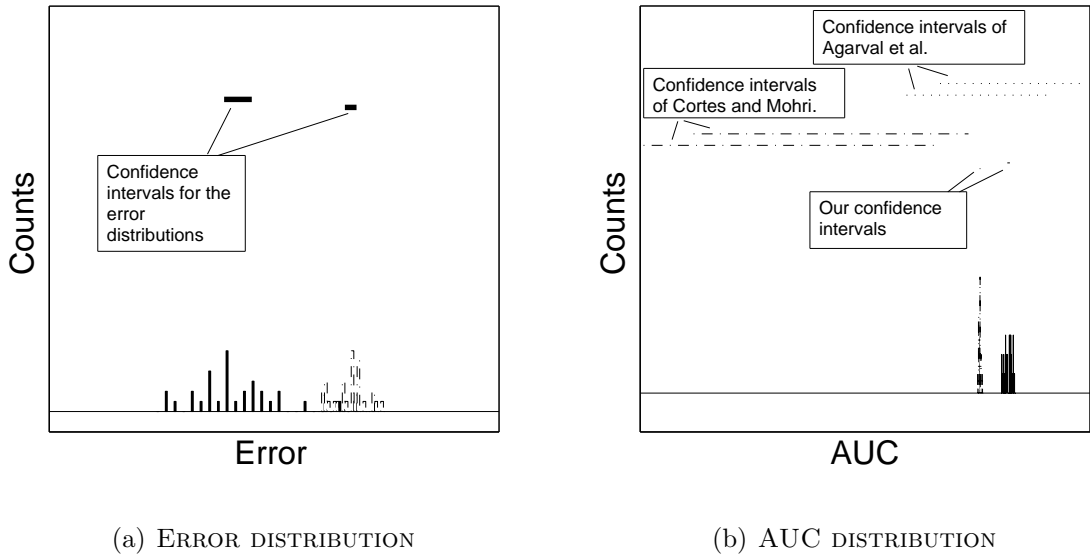 Counts
Confidence
intervals for the
error
distributions
Error
(a) Error distribution
Counts
Confidence intervals of
Agarval et al.
Confidence intervals
of Cortes and Mohri.
Our confidence
intervals
AUC
(b) AUC distribution